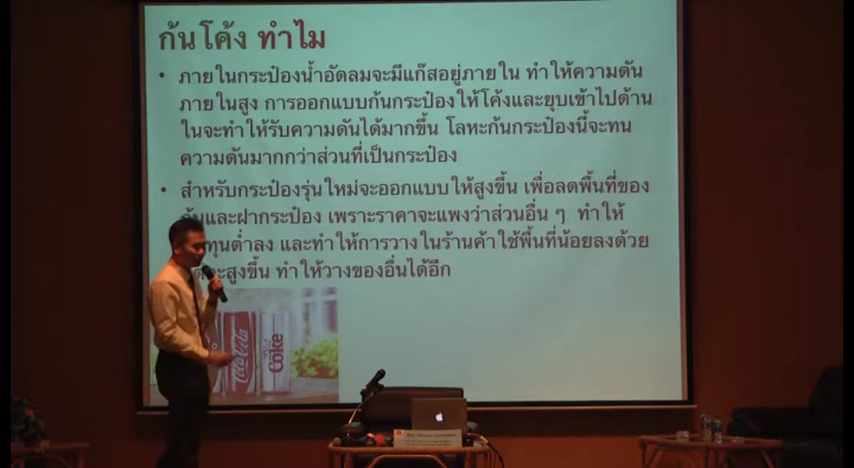 ก้นโค้ง ทำไม
• ภายในกระป๋องน้ำอัดลมจะมีแก๊สอยู่ภายใน ทำให้ความดัน
ภายในสูง การออกแบบก้นกระป๋องให้โค้งและยุบเข้าไปด้าน
ในจะทำให้รับความดันได้มากขึ้น โลหะก้นกระป๋องนี้จะทน
ความดันมากกว่าส่วนที่เป็นกระป๋อง
• สำหรับกระป๋องรุ่นใหม่จะออกแบบให้สูงขึ้น เพื่อลดพื้นที่ของ
ก้นและฝากระป๋อง เพราะราคาจะแพงว่าส่วนอื่น ๆ ทำให้
ทุนต่ำลง และทำให้การวางในร้านค้าใช้พื้นที่น้อยลงด้วย
จะสูงขึ้น ทำให้วางของอื่นได้อีก
Coca-Cola
Coke